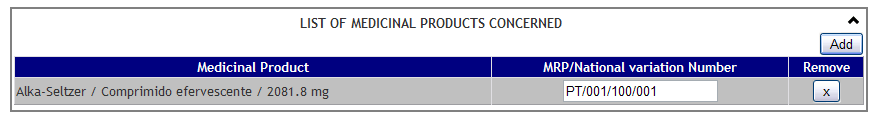 LIST OF MEDICINAL PRODUCTS CONCERNED
Add
Medicinal Product MRP/National variation Number Remove
Alka-Seltzer / Comprimido efervescente / 2081.8 mg PT/001/100/001 x